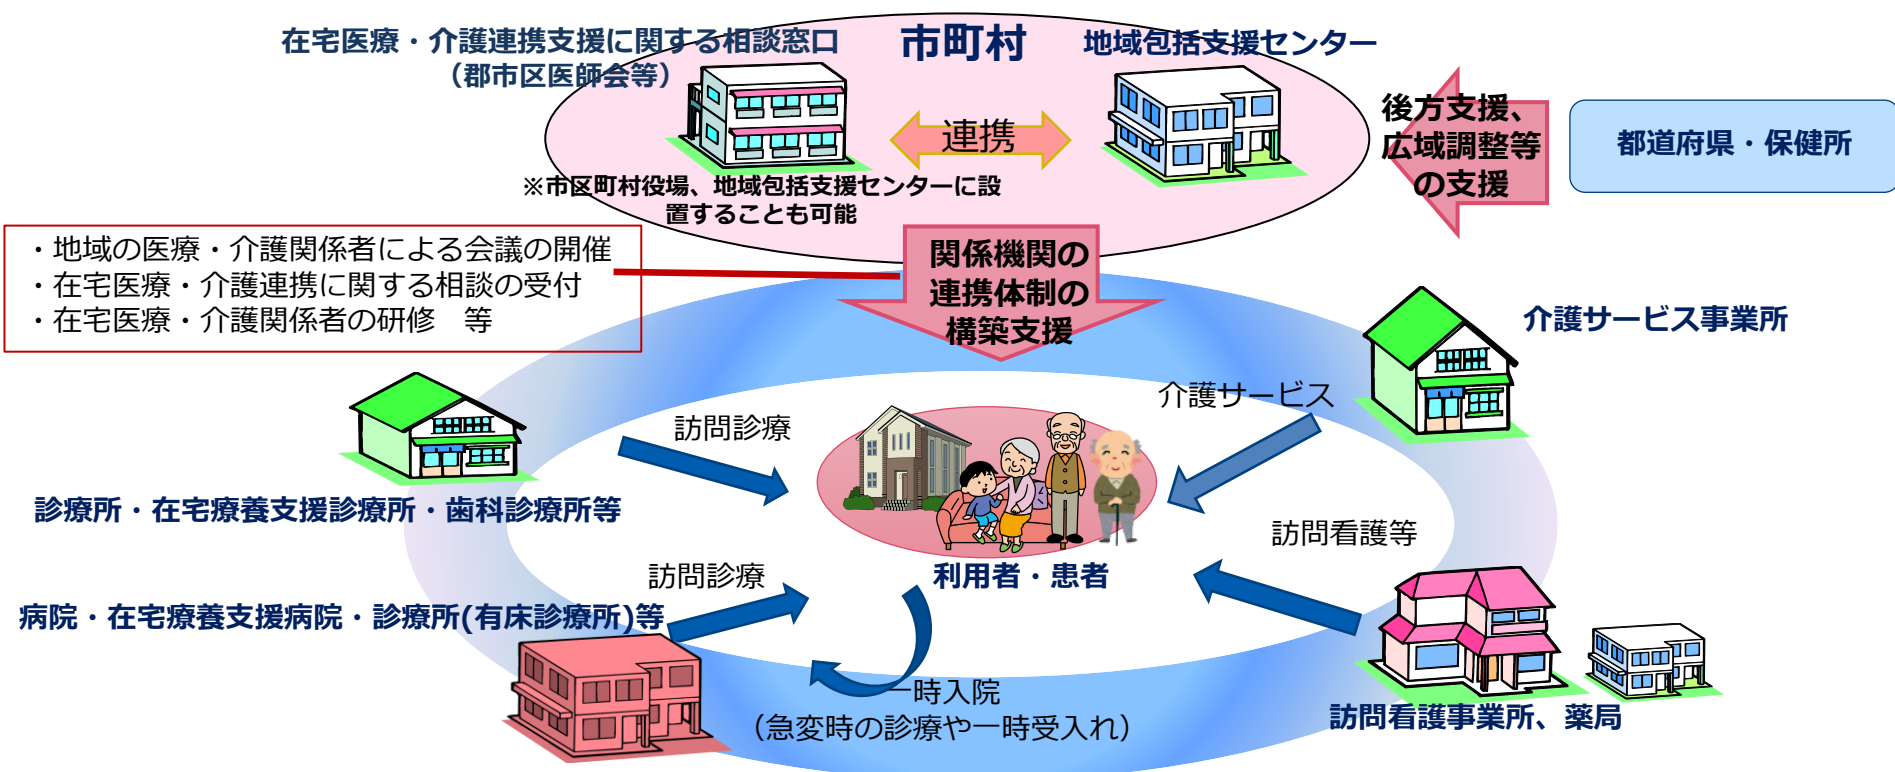 在宅医療・介護連携支援に関する相談窓口
（郡市区医師会等）
市町村
地域包括支援センター
連携
※市区町村役場、地域包括支援センターに設
置することも可能
後方支援、
広域調整等
の支援
都道府県・保健所
・地域の医療・介護関係者による会議の開催
・在宅医療・介護連携に関する相談の受付
・在宅医療・介護関係者の研修　等
関係機関の
連携体制の
構築支援
介護サービス事業所
介護サービス
訪問診療
診療所・在宅療養支援診療所・歯科診療所等
訪問看護等
利用者・患者
訪問診療
病院・在宅療養支援病院・診療所(有床診療所)等
一時入院
（急変時の診療や一時受入れ）
訪問看護事業所、薬局